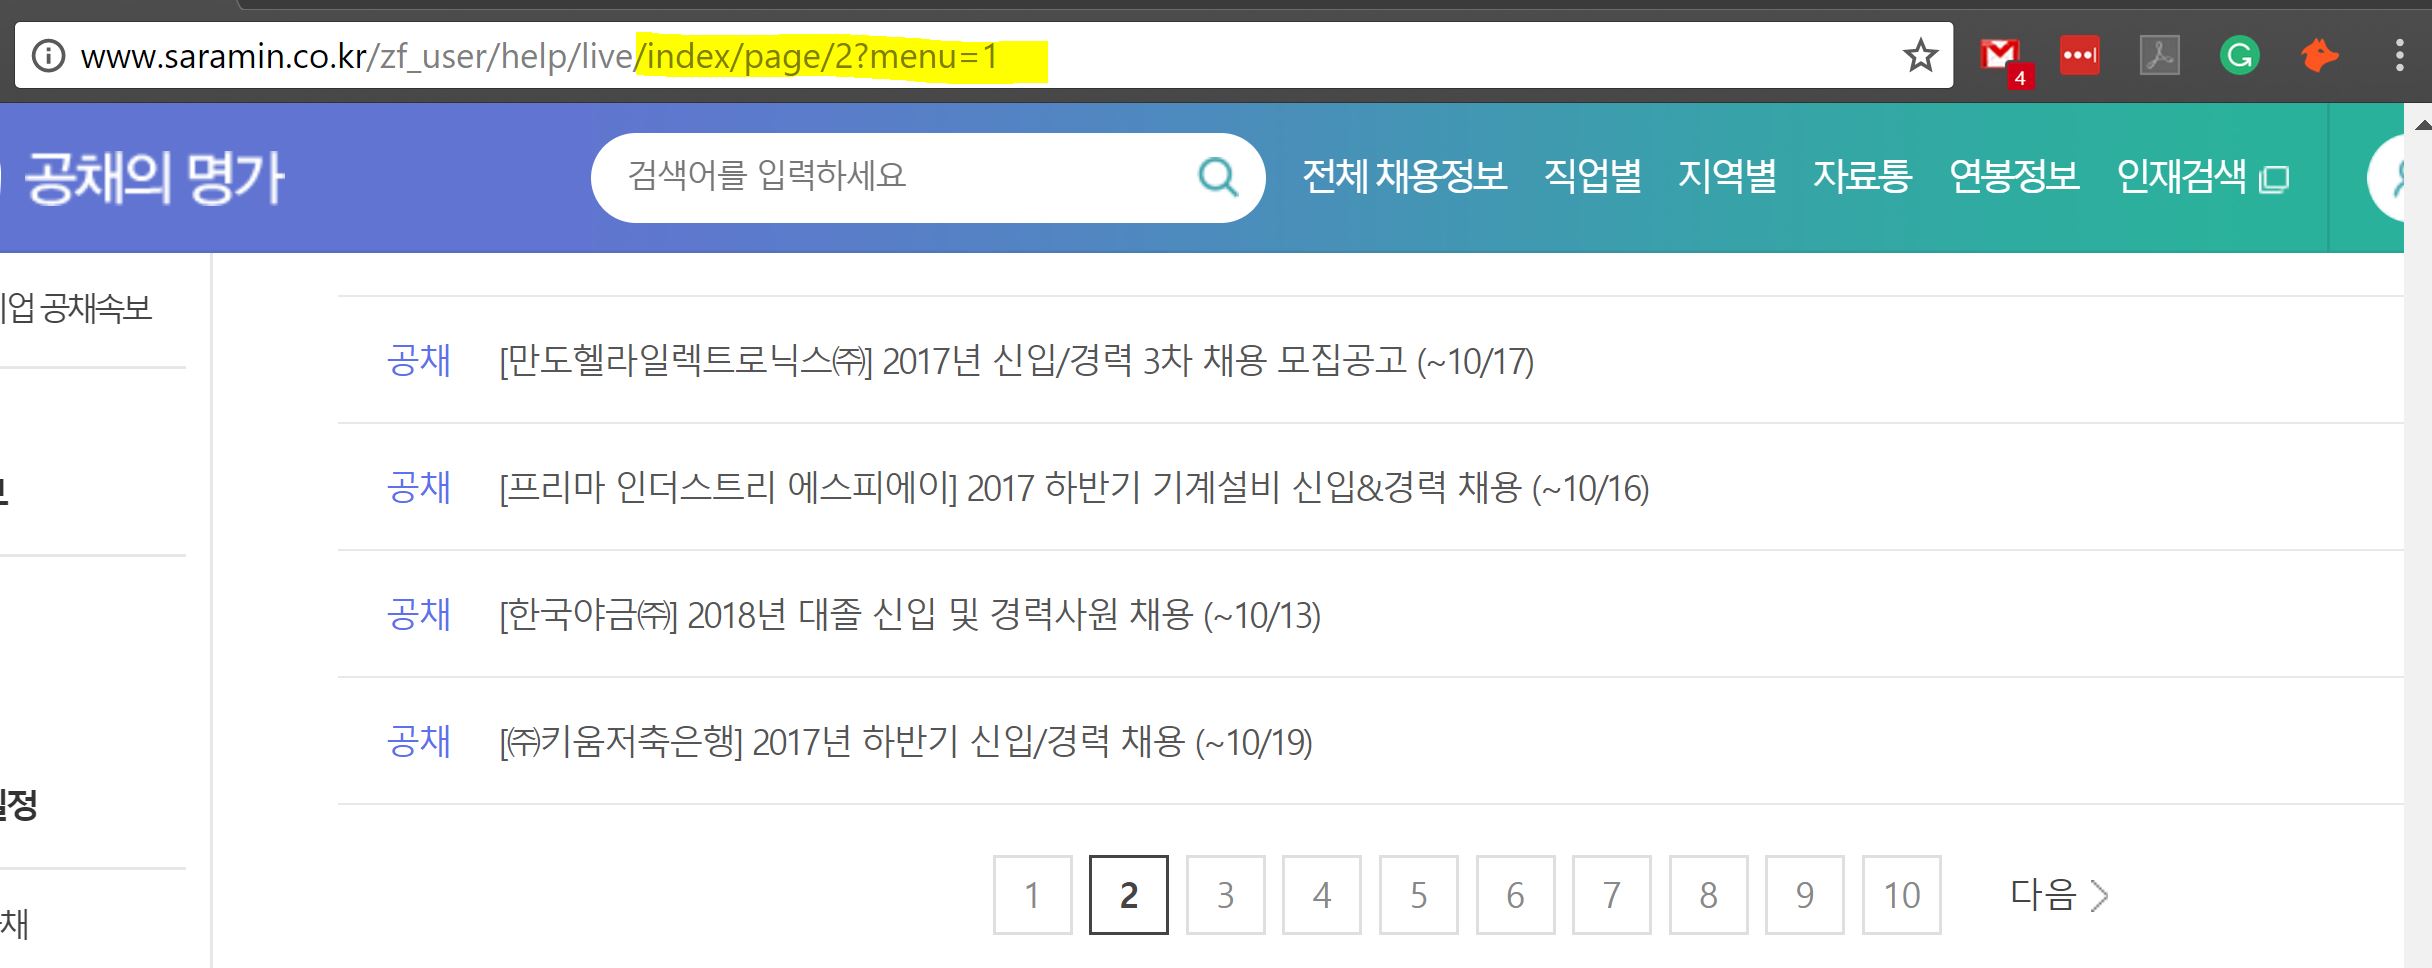 www.saramin.co.kr/zf_user/help/live/index/page/2?menu=1
4
공채의 명가
검색어를 입력하세요
전체 채용정보 직업별 지역별 자료통 연봉정보 인재검색
업 공채속보
공채 [만도헬라일렉트로닉스㈜] 2017년 신입/경력 3차 채용 모집공고 (~10/17)
공채 [프리마 인더스트리 에스피에이] 2017 하반기 기계설비 신입&경력 채용 (~10/16)
공채 [한국야금㈜] 2018년 대졸 신입 및 경력사원 채용 (~10/13)
공채 [㈜키움저축은행] 2017년 하반기 신입/경력 채용 (~10/19)
정
채
1 2 3 4 5 6 7 8 9 10 다음